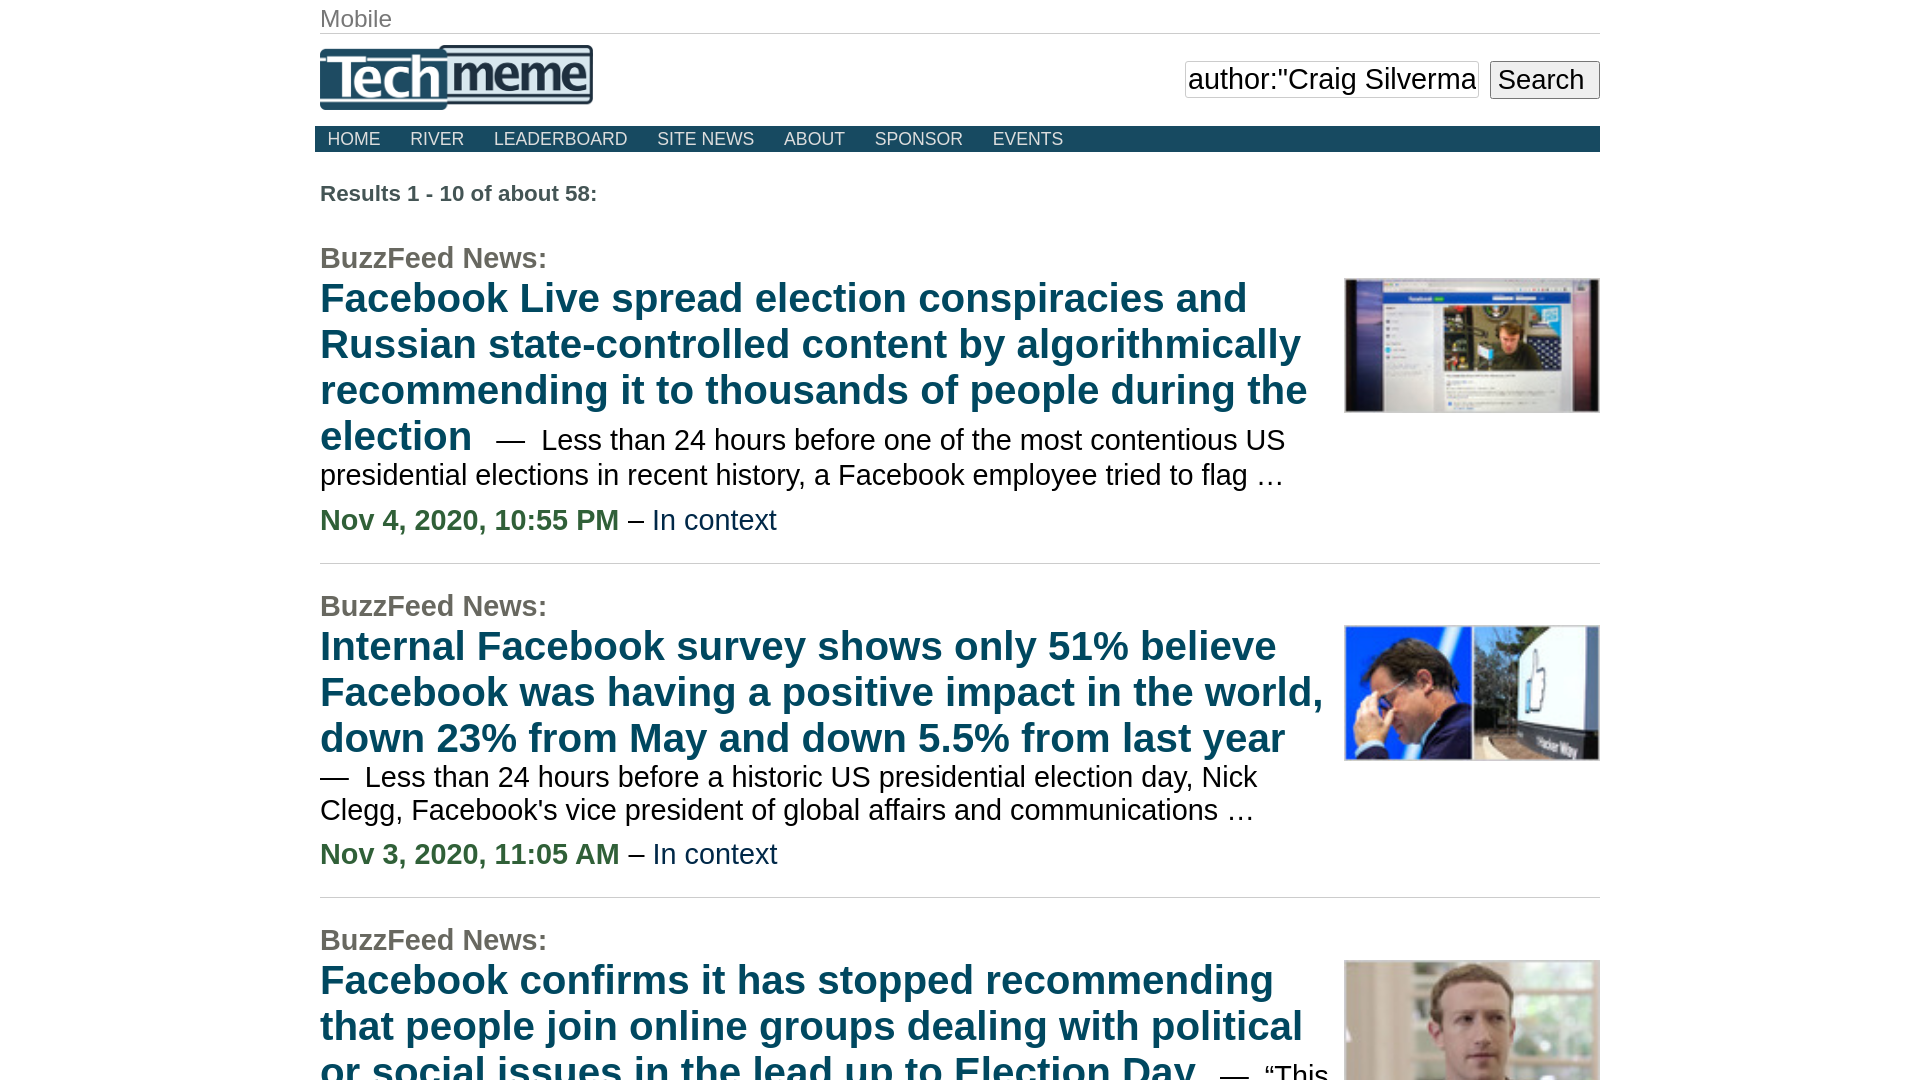 Mobile
Tech meme
author:"Craig Silverma
Search
HOME RIVER LEADERBOARD SITE NEWS ABOUT SPONSOR EVENTS
Results 1 - 10 of about 58:
BuzzFeed News:
Facebook Live spread election conspiracies and
Russian state-controlled content by algorithmically
recommending it to thousands of people during the
election — Less than 24 hours before one of the most contentious US
presidential elections in recent history, a Facebook employee tried to flag …
Nov 4, 2020, 10:55 PM – In context
BuzzFeed News:
Internal Facebook survey shows only 51% believe
Facebook was having a positive impact in the world,
down 23% from May and down 5.5% from last year
— Less than 24 hours before a historic US presidential election day, Nick
Clegg, Facebook's vice president of global affairs and communications …
Nov 3, 2020, 11:05 AM – In context
Hacker Way
BuzzFeed News:
Facebook confirms it has stopped recommending
that people join online groups dealing with political
or social issues in the lead up to Election Day — “This